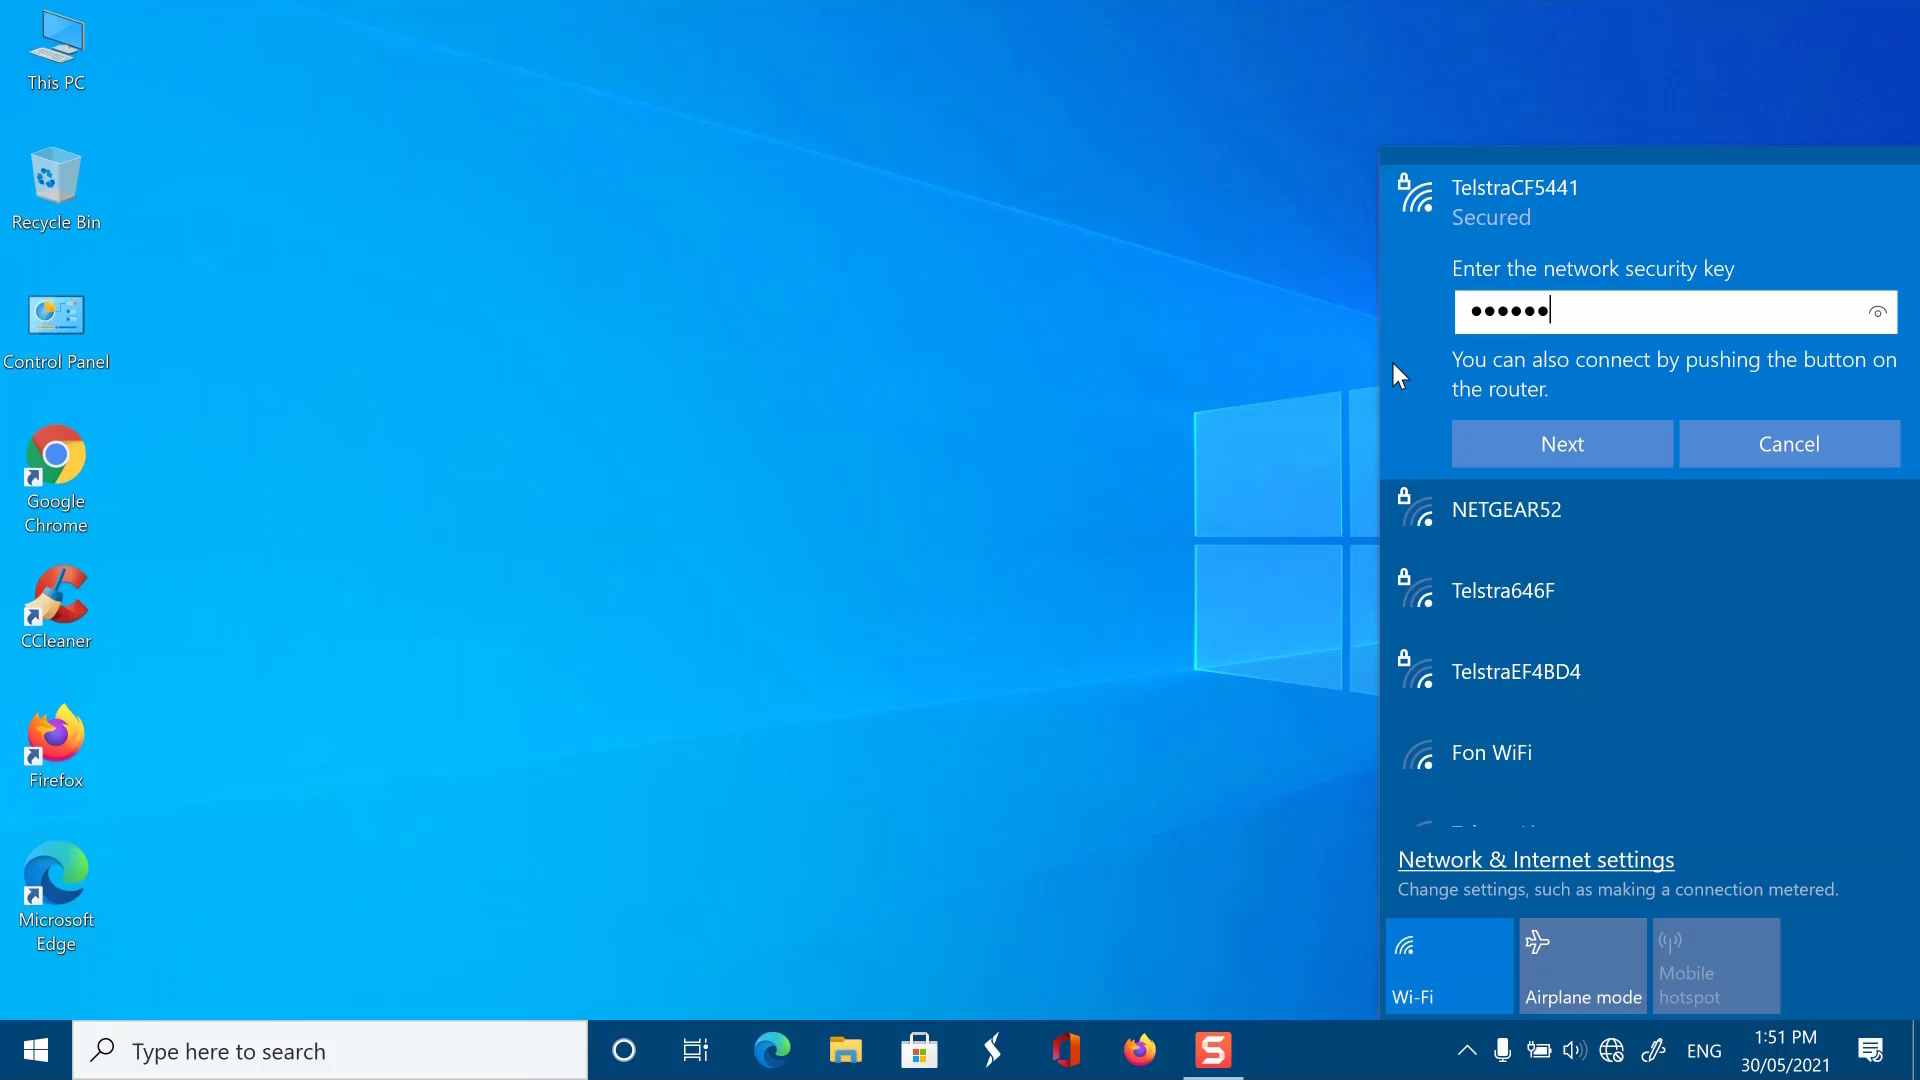 This PC
Recycle Bin
Control Panel
Google
Chrome
CCleaner
Firefox
Microsoft
Edge
TelstraCF5441
Secured
Enter the network security key
••••••
You can also connect by pushing the button on
the router.
Next
Cancel
NETGEAR52
Telstra646F
TelstraEF4BD4
Fon WiFi
Network & Internet settings
Change settings, such as making a connection metered.
Wi-Fi
Airplane mode
Mobile
hotspot
Type here to search
ENG
1:51 PM
30/05/2021